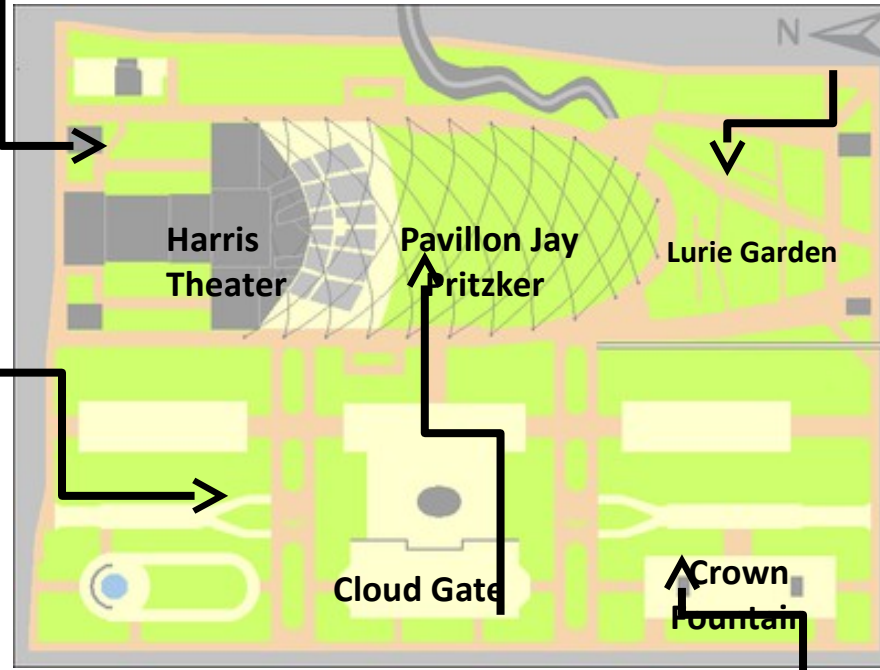 N
Harris
Theater
Pavillon Jay
Pritzker
Lurie Garden
Cloud Gate
Crown
Fountain